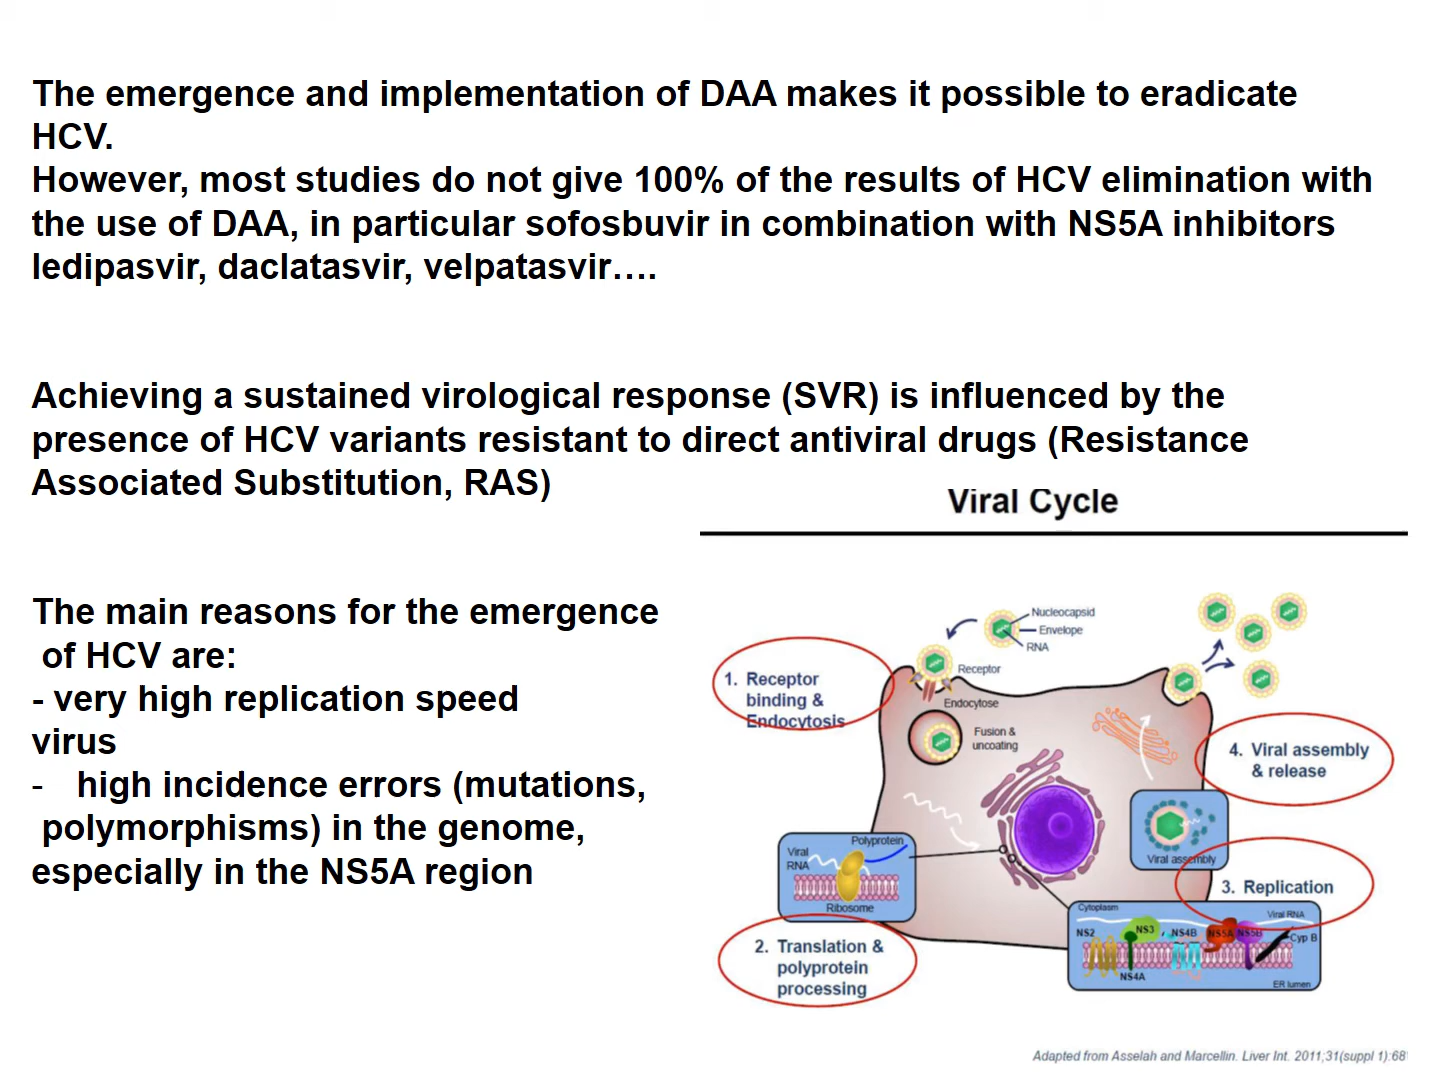 The emergence and implementation of DAA makes it possible to eradicate
HCV.
However, most studies do not give 100% of the results of HCV elimination with
the use of DAA, in particular sofosbuvir in combination with NS5A inhibitors
ledipasvir, daclatasvir, velpatasvir….
Achieving a sustained virological response (SVR) is influenced by the
presence of HCV variants resistant to direct antiviral drugs (Resistance
Associated Substitution, RAS)
The main reasons for the emergence
of HCV are:
- very high replication speed
virus
- high incidence errors (mutations,
polymorphisms) in the genome,
especially in the NS5A region
Viral Cycle
Nucleocapsid
Envelope
RNA
Receptor
Endocytose
Fusion &
uncoating
1. Receptor
binding &
Endocytosis
4. Viral assembly
& release
Viral assembly
Polyprotein
Viral
RNA
Ribosome
2. Translation &
polyprotein
processing
3. Replication
Cytoplasm
Viral RNA
NS2
NS3
NS4B
NS5A
NS5B
Cyp B
NS4A
ER lumen
Adapted from Asselah and Marcellin. Liver Int. 2011;31(suppl 1):68